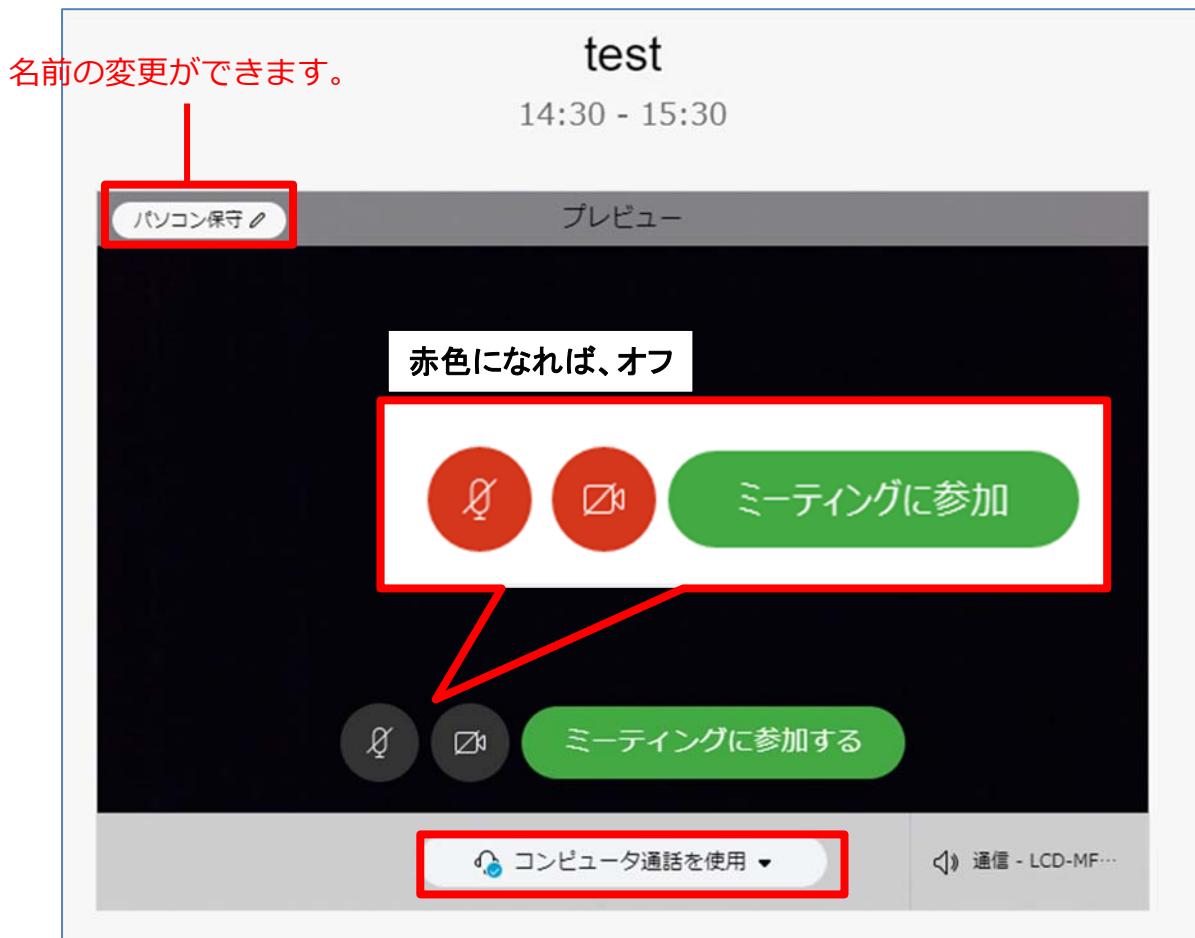 test
名前の変更ができます。
14:30 - 15:30
パソコン保守
プレビュー
赤色になれば、オフ
ミーティングに参加
ミーティングに参加する
コンピュータ通話を使用
通信 - LCD-MF…